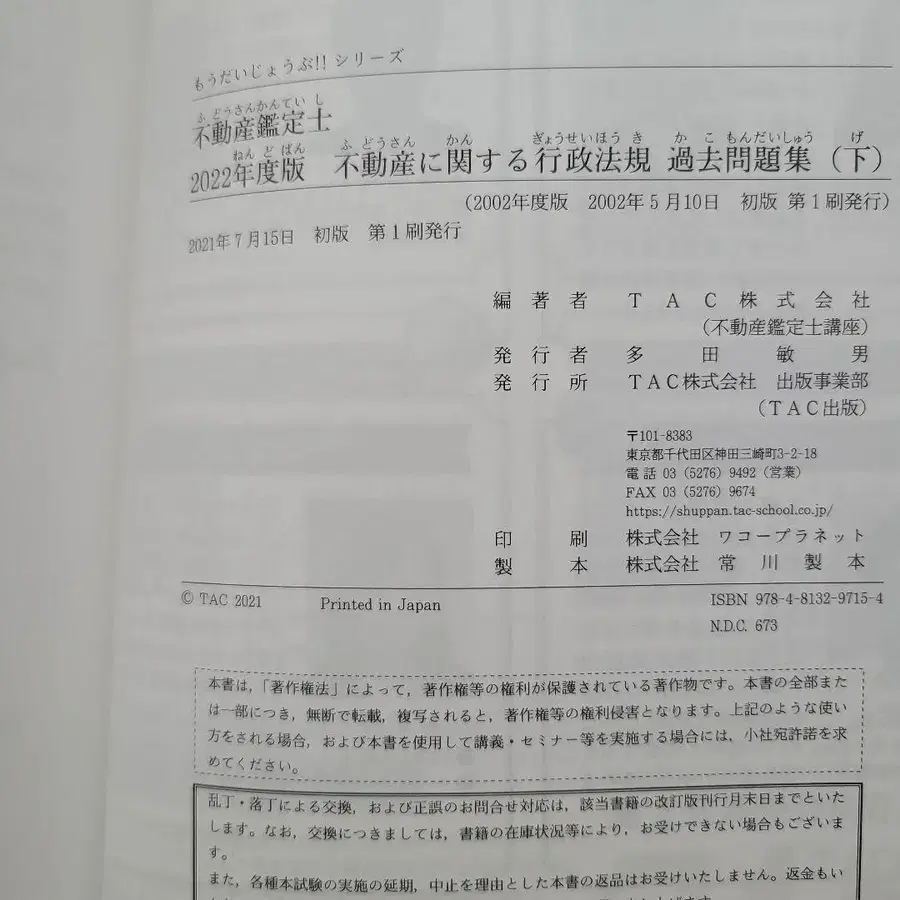 もうだいじょうぶ!! シリーズ
ふどうさんかんていし
不動産鑑定士
ねんどばん ふどうさん かん ぎょうせいほうき かこもんだいしゅう げ
2022年度版 不動産に関する行政法規 過去問題集（下）
（2002年度版 2002年5月10日 初版 第1刷発行）
2021年7月15日 初版 第1刷発行
編著者 TAC株式会社
（不動産鑑定士講座）
発行者 多田敏男
発行所 TAC株式会社 出版事業部
（TAC出版）
〒101-8383
東京都千代田区神田三崎町3-2-18
電話 03（5276）9492（営業）
FAX 03（5276）9674
https://shuppan.tac-school.co.jp/
印刷 株式会社 ワコープラネット
製本 株式会社 常川製本
© TAC 2021 Printed in Japan ISBN 978-4-8132-9715-4
N.D.C. 673
本書は，「著作権法」によって，著作権等の権利が保護されている著作物です。本書の全部また
は一部につき，無断で転載，複写されると，著作権等の権利侵害となります。上記のような使い
方をされる場合，および本書を使用して講義・セミナー等を実施する場合には，小社宛許諾を求
めてください。
乱丁・落丁による交換，および正誤のお問合せ対応は，該当書籍の改訂版刊行月末日までといた
します。なお，交換につきましては，書籍の在庫状況等により，お受けできない場合もございま
す。
また，各種本試験の実施の延期，中止を理由とした本書の返品はお受けいたしません。返金もい